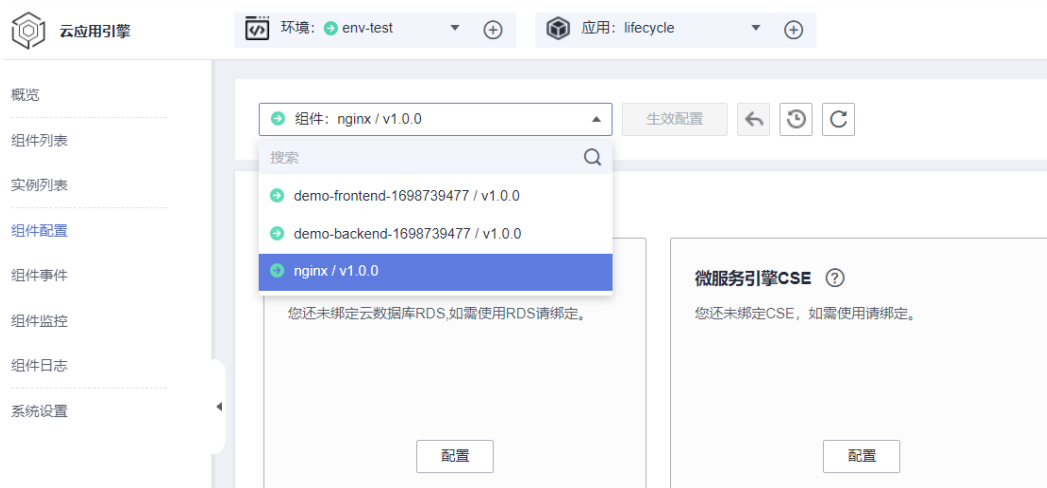 云应用引擎
环境： env-test
应用： lifecycle
概览
组件列表
实例列表
组件配置
组件事件
组件监控
组件日志
系统设置
组件： nginx / v1.0.0
生效配置
搜索
demo-frontend-1698739477 / v1.0.0
demo-backend-1698739477 / v1.0.0
nginx / v1.0.0
您还未绑定云数据库RDS,如需使用RDS请绑定。
配置
微服务引擎CSE
您还未绑定CSE，如需使用请绑定。
配置